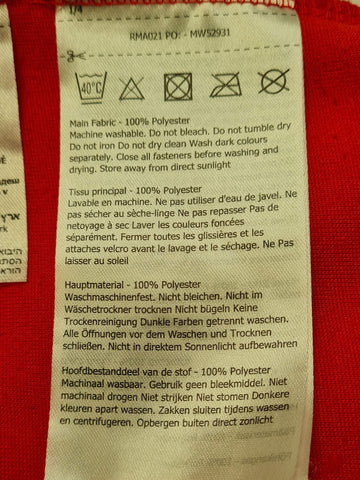 1/4
RMA021 PO: - MW52931
40°C
Main Fabric - 100% Polyester
Machine washable. Do not bleach. Do not tumble dry
Do not iron Do not dry clean Wash dark colours
separately. Close all fasteners before washing and
drying. Store away from direct sunlight
Tissu principal - 100% Polyester
Lavable en machine. Ne pas utiliser d'eau de javel. Ne
pas sécher au sèche-linge Ne pas repasser Pas de
netoyage à sec Laver les couleurs foncées
séparément. Fermer toutes les glissières et les
attaches velcro avant le lavage et le séchage. Ne Pas
laisser au soleil
Hauptmaterial - 100% Polyester
Waschmaschinenfest. Nicht bleichen. Nicht im
Wäschetrockner trocknen Nicht bügeln Keine
Trockenreinigung Dunkle Farben getrennt waschen.
Alle Öffnungen vor dem Waschen und Trocknen
schließen. Nicht in direktem Sonnenlicht aufbewahren
Hoofdbestanddeel van de stof - 100% Polyester
Machinaal wasbaar. Gebruik geen bleekmiddel. Niet
machinaal drogen Niet strijken Niet stomen Donkere
kleuren apart wassen. Zakken sluiten tijdens wassen
en centrifugeren. Opbergen buiten direct zonlicht